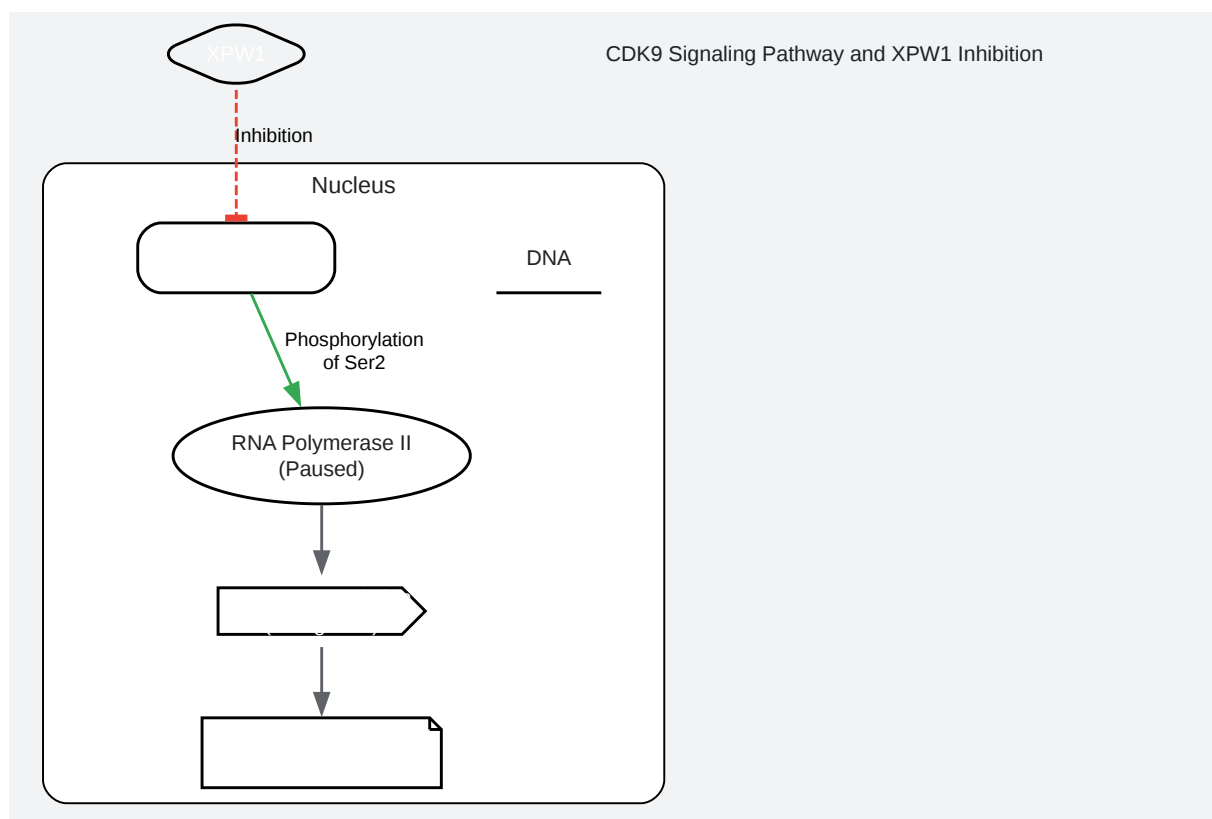 XPW1
CDK9 Signaling Pathway and XPW1 Inhibition
Inhibition
Nucleus
DNA
Phosphorylation
of Ser2
RNA Polymerase II
(Paused)